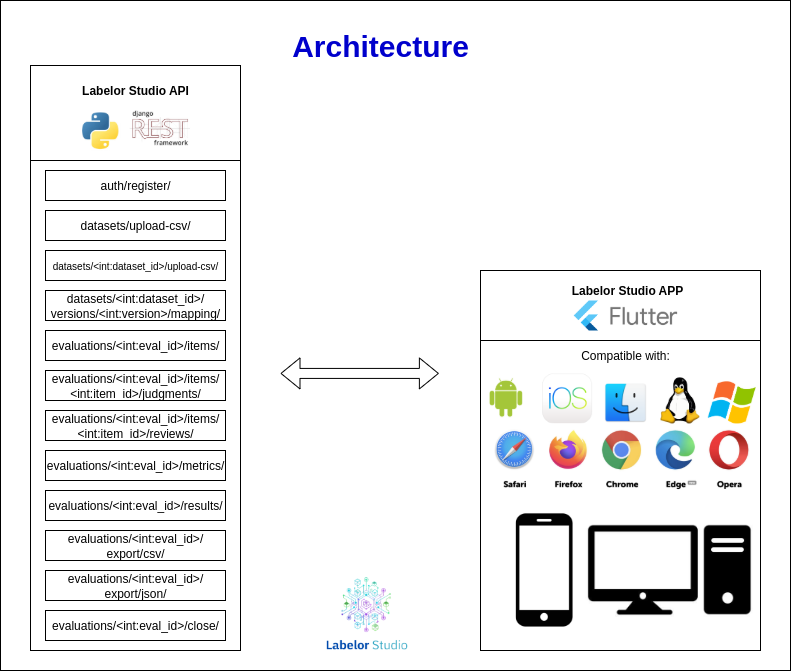 Architecture
Labelor Studio API
django
REST
framework
auth/register/
datasets/upload-csv/
datasets/<int:dataset_id>/upload-csv/
datasets/<int:dataset_id>/
versions/<int:version>/mapping/
evaluations/<int:eval_id>/items/
evaluations/<int:eval_id>/items/
<int:item_id>/judgments/
evaluations/<int:eval_id>/items/
<int:item_id>/reviews/
evaluations/<int:eval_id>/metrics/
evaluations/<int:eval_id>/results/
evaluations/<int:eval_id>/
export/csv/
evaluations/<int:eval_id>/
export/json/
evaluations/<int:eval_id>/close/
Labelor Studio
Labelor Studio APP
Flutter
Compatible with:
iOS
Safari
Firefox
Chrome
Edge
Opera